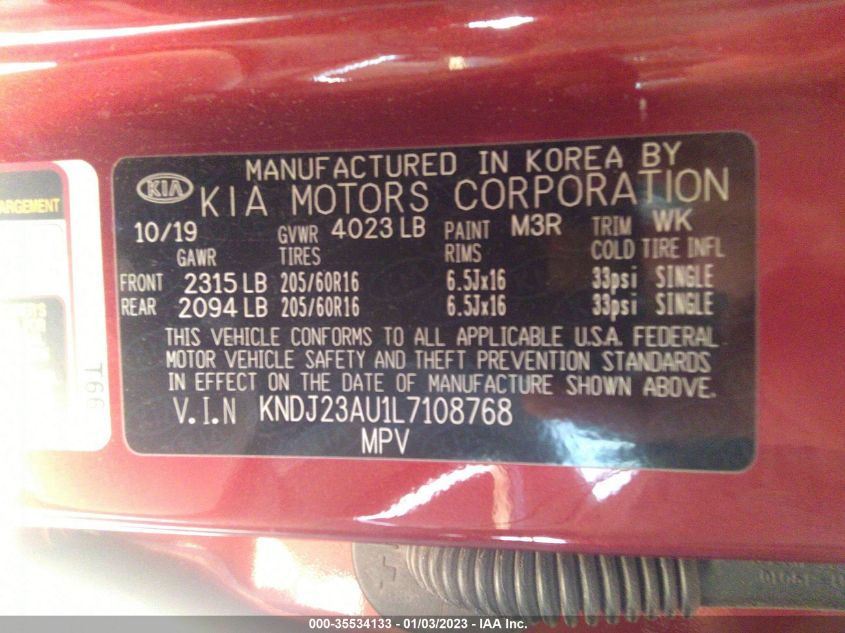 MANUFACTURED IN KOREA BY
KIA KIA MOTORS CORPORATION
10/19 GVWR 4023 LB PAINT M3R TRIM WK
GAWR TIRES RIMS COLD TIRE INFL
FRONT 2315 LB 205/60R16 6.5Jx16 33psi SINGLE
REAR 2094 LB 205/60R16 6.5Jx16 33psi SINGLE
THIS VEHICLE CONFORMS TO ALL APPLICABLE U.S.A. FEDERAL
MOTOR VEHICLE SAFETY AND THEFT PREVENTION STANDARDS
IN EFFECT ON THE DATE OF MANUFACTURE SHOWN ABOVE.
V.I.N KNDJ23AU1L7108768
MPV
ARGEMENT
T66
000-35534133 - 01/03/2023 - IAA Inc.